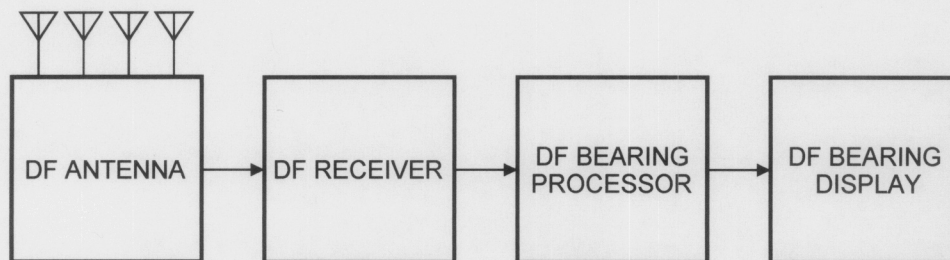 DF ANTENNA
DF RECEIVER
DF BEARING
PROCESSOR
DF BEARING
DISPLAY